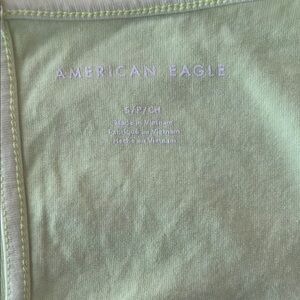 AMERICAN EAGLE
S/P/CH
Made in Vietnam
Fabriqué au Vietnam
Hecho en Vietnam